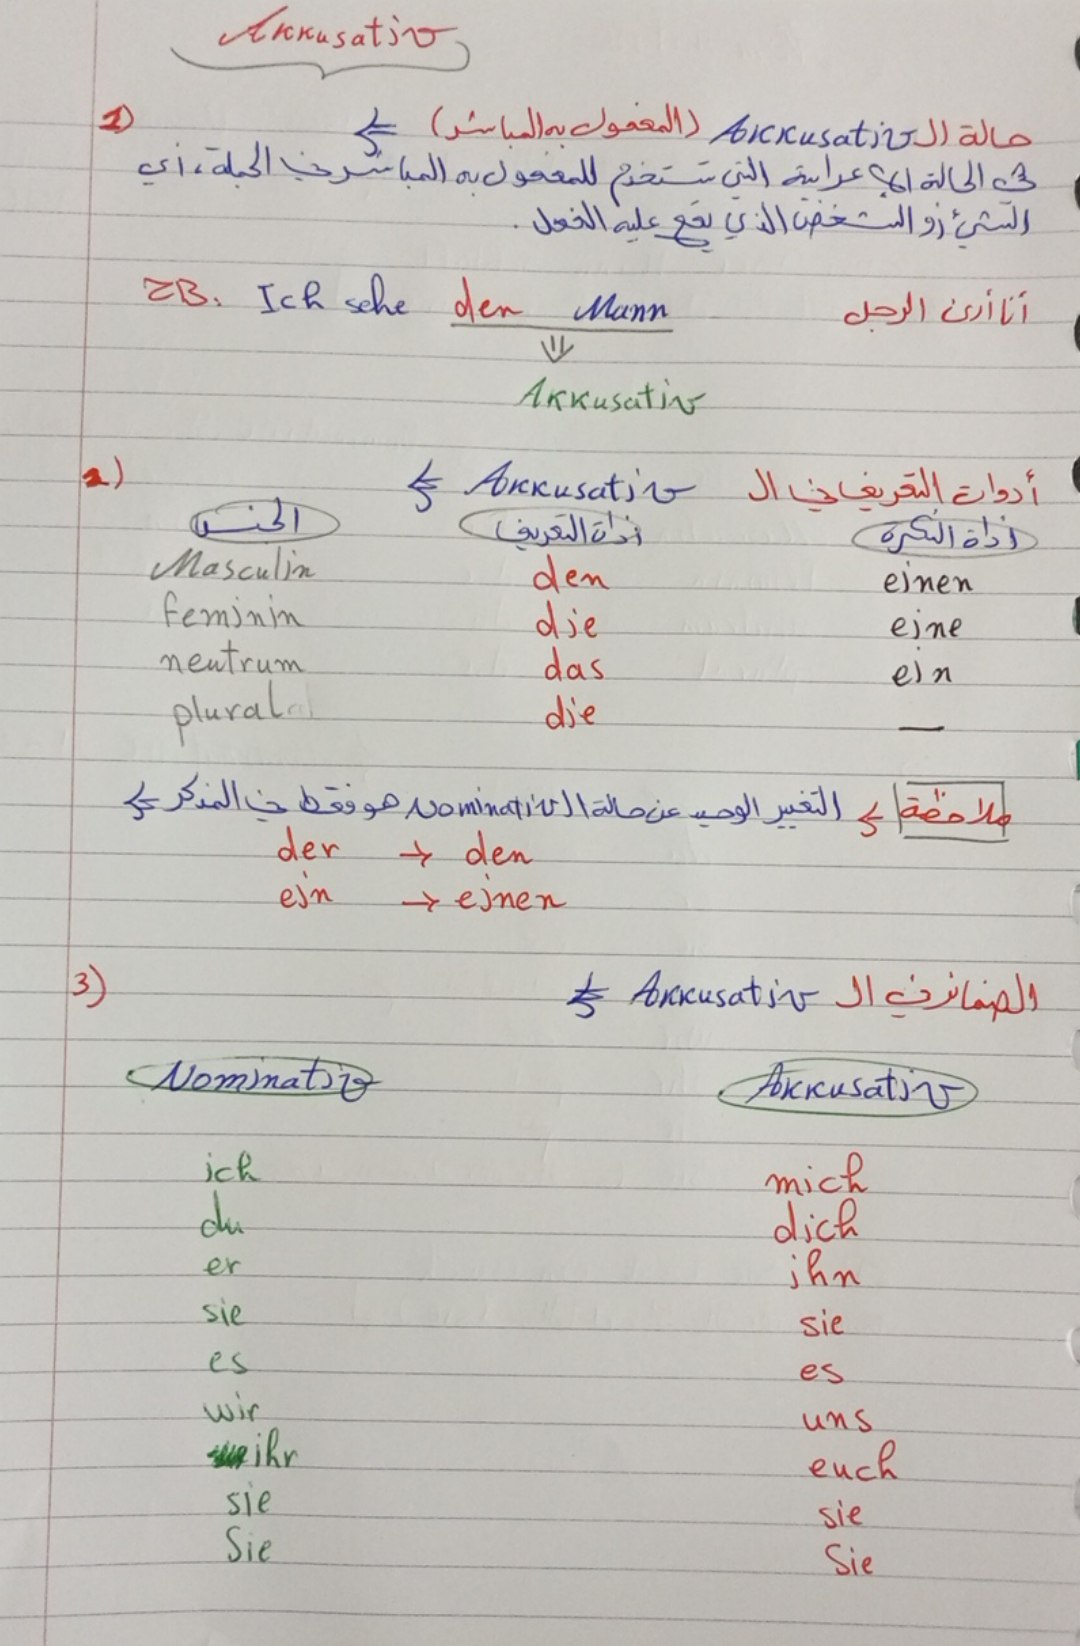 Akkusativ
1) حالة ال Akkusativ (المفعول به المباشر) ⇐
هي الحالة الإعرابية التي تستخدم للمفعول به المباشر في الجملة، أي
الشيء أو الشخص الذي يقع عليه الفعل.
ZB. Ich sehe den Mann أنا أرى الرجل
⇓
Akkusativ
2) أدوات التعريف في ال Akkusativ ⇐
الجنس أداة التعريف أداة النكرة
Masculin den einen
feminin die eine
neutrum das ein
plural die —
ملاحظة ⇐ التغيير الوحيد عن حالة ال Nominativ هو فقط في المذكر ⇐
der → den
ein → einen
3) الضمائر في ال Akkusativ ⇐
Nominativ Akkusativ
ich mich
du dich
er ihn
sie sie
es es
wir uns
ihr euch
sie sie
Sie Sie